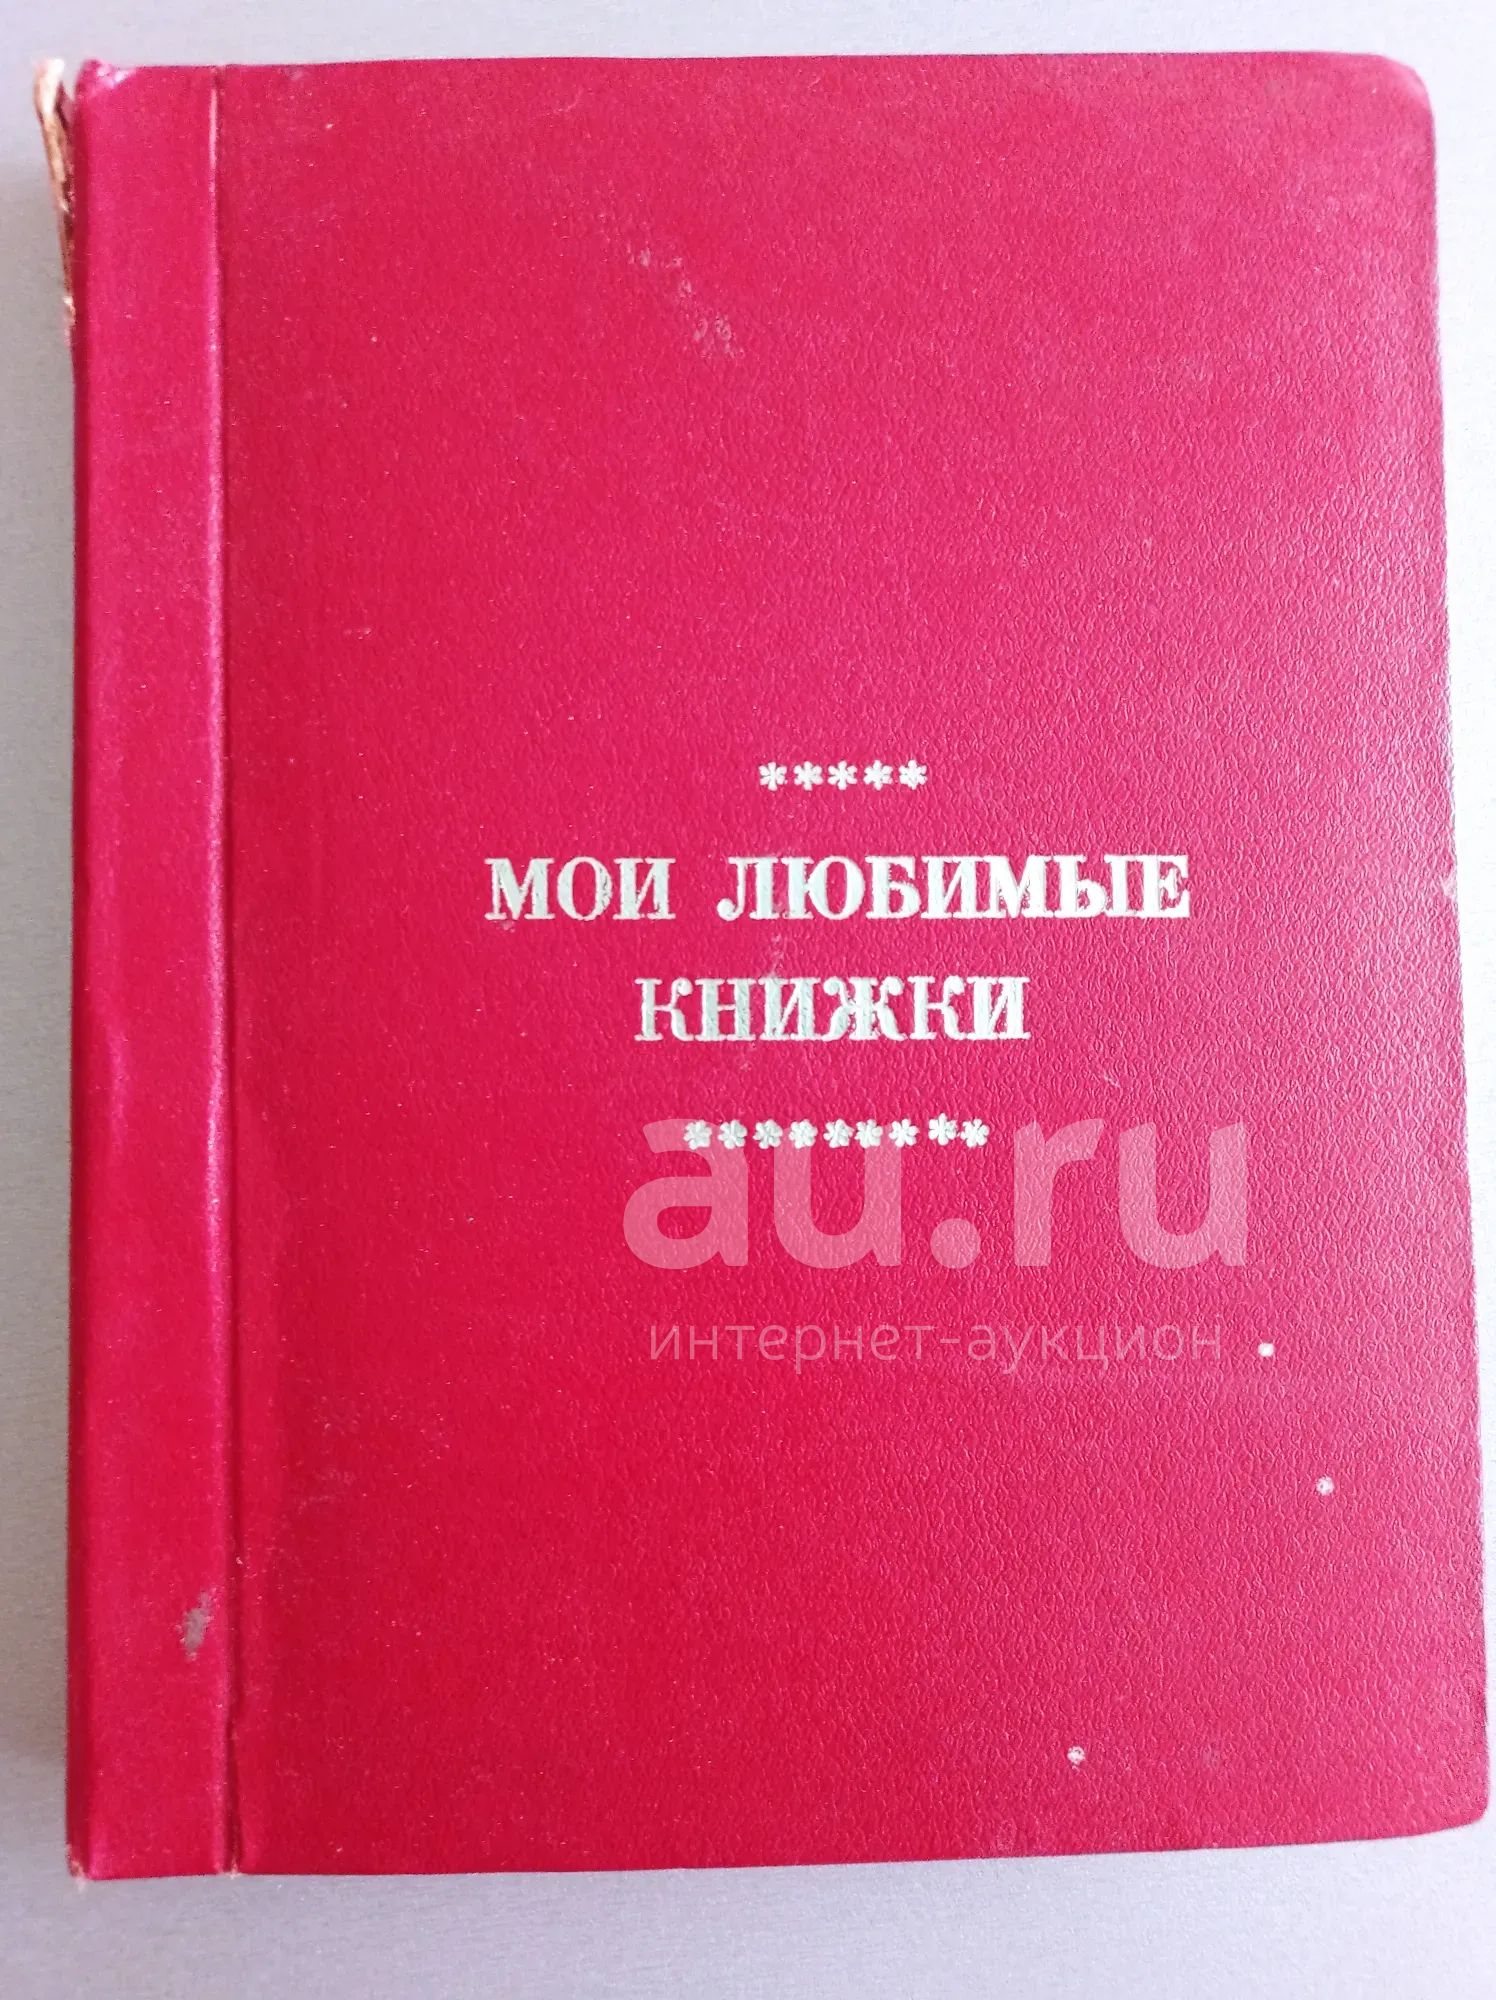 *****
МОИ ЛЮБИМЫЕ
КНИЖКИ
*********
au.ru
интернет-аукцион